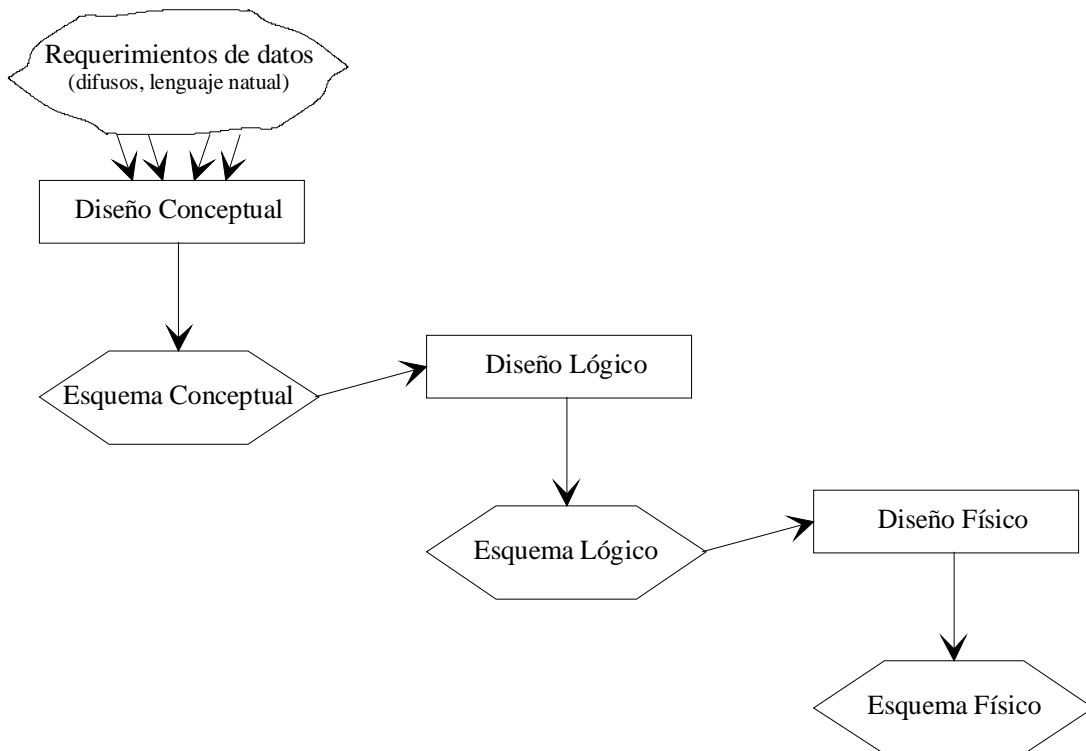 Requerimientos de datos
(difusos, lenguaje natual)
Diseño Conceptual
Esquema Conceptual
Diseño Lógico
Esquema Lógico
Diseño Físico
Esquema Físico